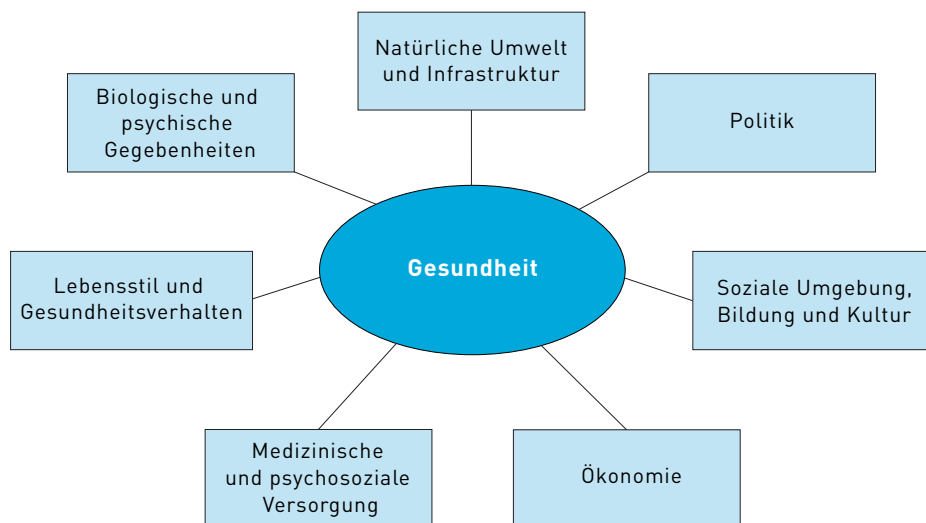 Natürliche Umwelt
und Infrastruktur
Biologische und
psychische
Gegebenheiten
Politik
Gesundheit
Lebensstil und
Gesundheitsverhalten
Soziale Umgebung,
Bildung und Kultur
Medizinische
und psychosoziale
Versorgung
Ökonomie